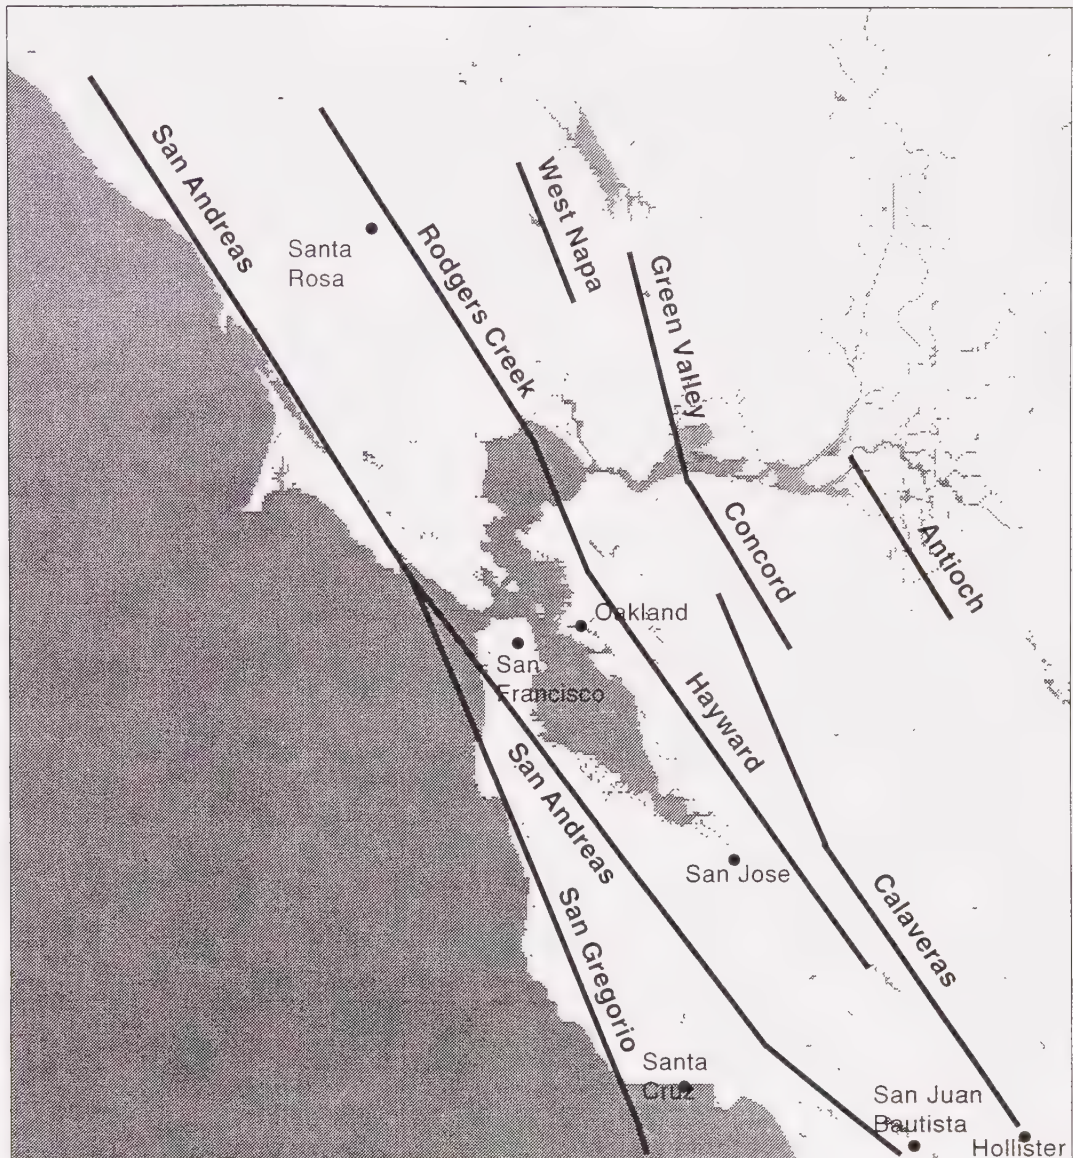 San Andreas
West Napa
Santa
Rosa
Rodgers Creek
Green Valley
Concord
Antioch
Oakland
San
Francisco
Hayward
San Andreas
San Jose
Calaveras
San Gregorio
Santa
Cruz
San Juan
Bautista
Hollister